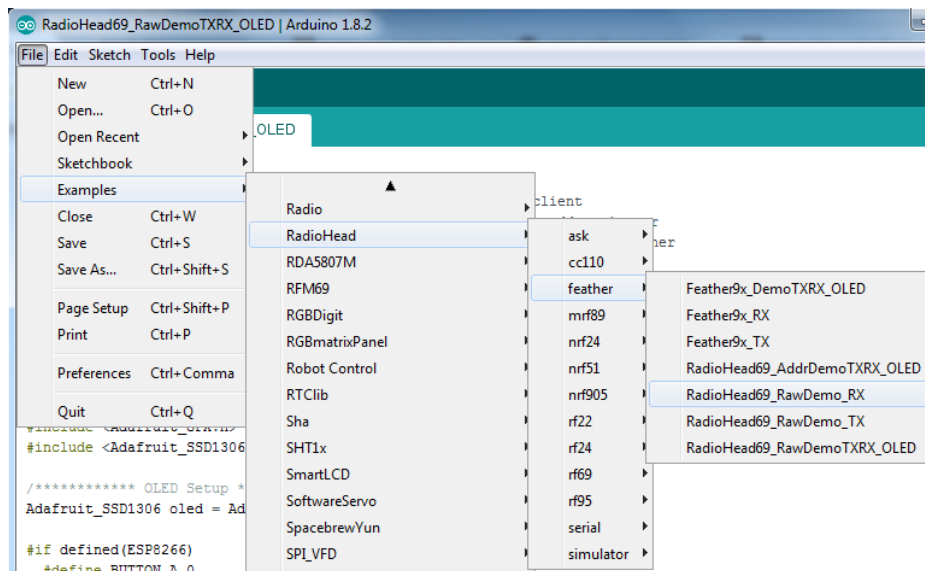 RadioHead69_RawDemoTXRX_OLED | Arduino 1.8.2
File Edit Sketch Tools Help
New Ctrl+N
Open... Ctrl+O
Open Recent
Sketchbook
Examples
Close Ctrl+W
Save Ctrl+S
Save As... Ctrl+Shift+S
Page Setup Ctrl+Shift+P
Print Ctrl+P
Preferences Ctrl+Comma
Quit Ctrl+Q
_OLED
client
r
her
Radio
RadioHead
RDA5807M
RFM69
RGBDigit
RGBmatrixPanel
Robot Control
RTClib
Sha
SHT1x
SmartLCD
SoftwareServo
SpacebrewYun
SPI_VFD
ask
cc110
feather
mrf89
nrf24
nrf51
nrf905
rf22
rf24
rf69
rf95
serial
simulator
Feather9x_DemoTXRX_OLED
Feather9x_RX
Feather9x_TX
RadioHead69_AddrDemoTXRX_OLED
RadioHead69_RawDemo_RX
RadioHead69_RawDemo_TX
RadioHead69_RawDemoTXRX_OLED
#include <Adafruit_GFX.h>
#include <Adafruit_SSD1306
/************ OLED Setup *
Adafruit_SSD1306 oled = Ad
#if defined(ESP8266)
#define BUTTON_A 0